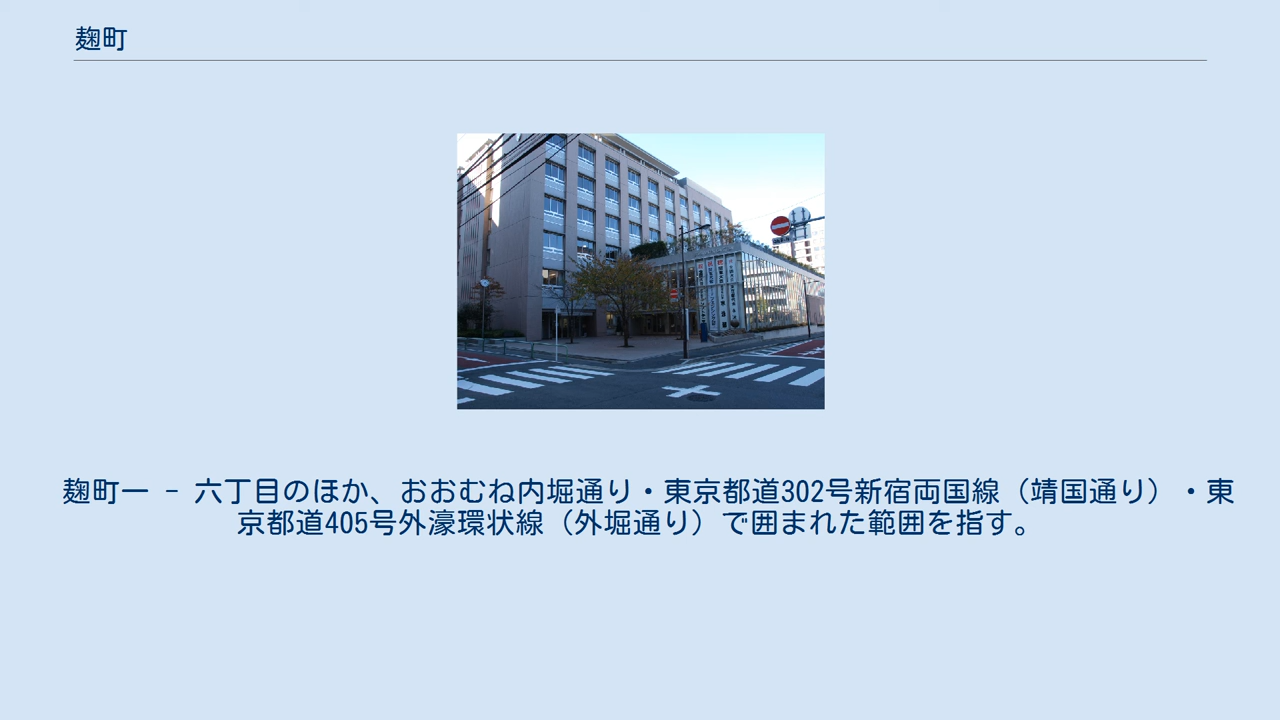 麹町
麹町一 - 六丁目のほか、おおむね内堀通り・東京都道302号新宿両国線（靖国通り）・東
京都道405号外濠環状線（外堀通り）で囲まれた範囲を指す。